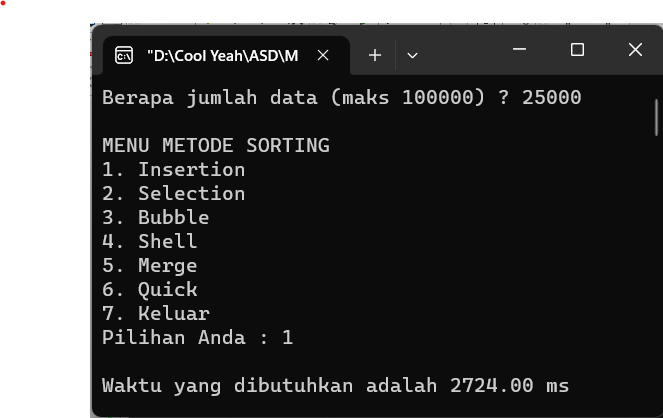 "D:\Cool Yeah\ASD\M
Berapa jumlah data (maks 100000) ? 25000
MENU METODE SORTING
1. Insertion
2. Selection
3. Bubble
4. Shell
5. Merge
6. Quick
7. Keluar
Pilihan Anda : 1
Waktu yang dibutuhkan adalah 2724.00 ms